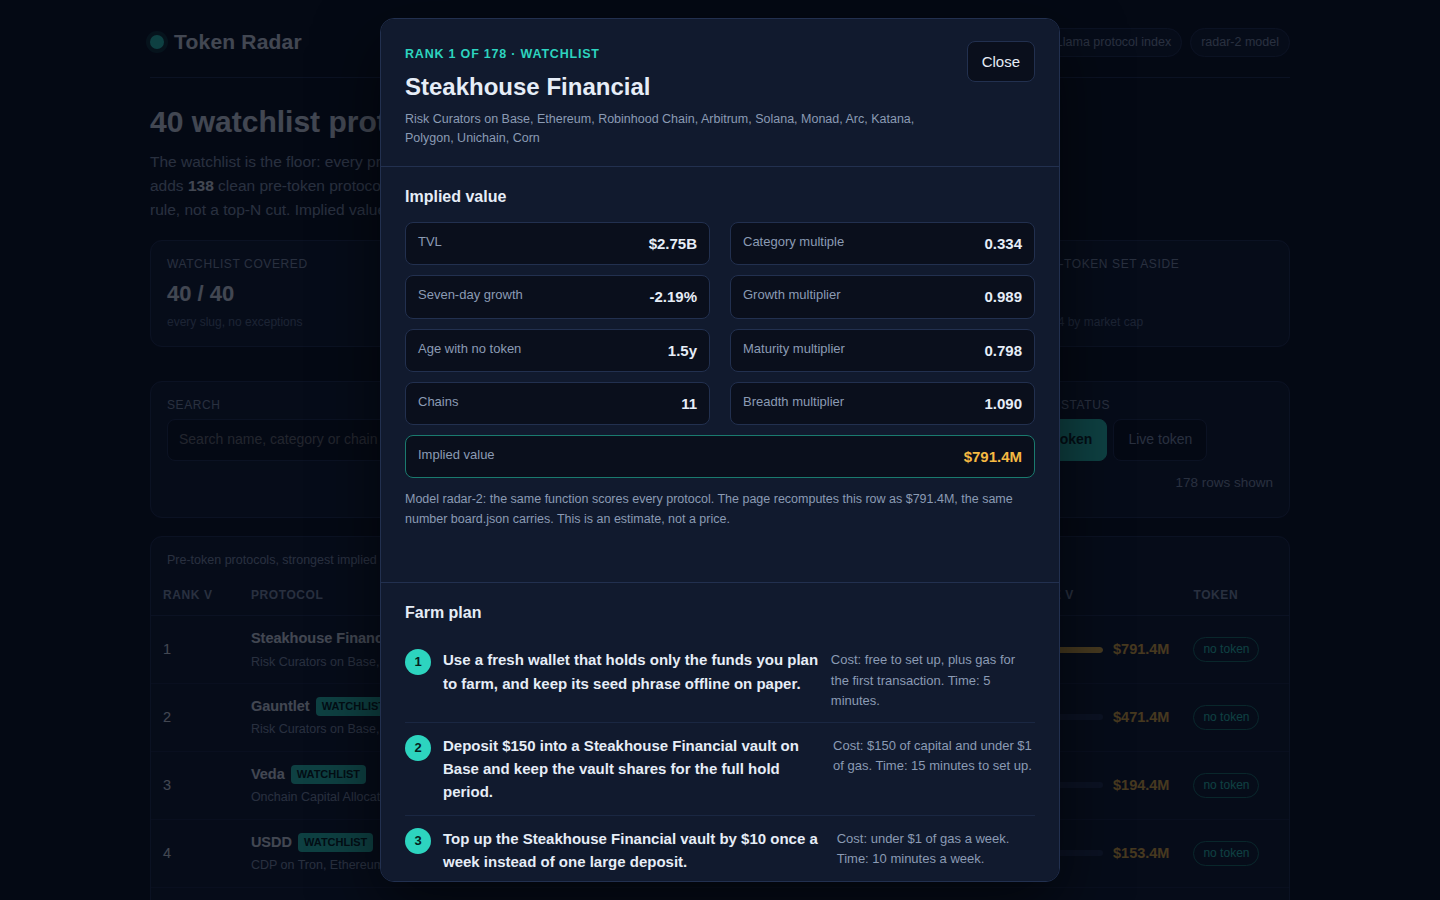 Token Radar
Llama protocol index
radar-2 model
40 watchlist
The watchlist is the floor: every
adds 138 clean pre-token
rule, not a top-N cut. Implied
WATCHLIST COVERED
40 / 40
every slug, no exceptions
TOKEN SET ASIDE
by market cap
SEARCH
Search name, category or chain
STATUS
Live token
178 rows shown
Pre-token protocols, strongest implied
RANK V
PROTOCOL
V
TOKEN
1
Steakhouse
Risk Curators on Base,
$791.4M
no token
2
Gauntlet
WATCHLIST
Risk Curators on Base,
$471.4M
no token
3
Veda
WATCHLIST
Onchain Capital
$194.4M
no token
4
USDD
WATCHLIST
CDP on Tron,
$153.4M
no token
RANK 1 OF 178 · WATCHLIST
Close
Steakhouse Financial
Risk Curators on Base, Ethereum, Robinhood Chain, Arbitrum, Solana, Monad, Arc, Katana,
Polygon, Unichain, Corn
Implied value
TVL
$2.75B
Category multiple
0.334
Seven-day growth
-2.19%
Growth multiplier
0.989
Age with no token
1.5y
Maturity multiplier
0.798
Chains
11
Breadth multiplier
1.090
Implied value
$791.4M
Model radar-2: the same function scores every protocol. The page recomputes this row as $791.4M, the same
number board.json carries. This is an estimate, not a price.
Farm plan
1
Use a fresh wallet that holds only the funds you plan
to farm, and keep its seed phrase offline on paper.
Cost: free to set up, plus gas for
the first transaction. Time: 5
minutes.
2
Deposit $150 into a Steakhouse Financial vault on
Base and keep the vault shares for the full hold
period.
Cost: $150 of capital and under $1
of gas. Time: 15 minutes to set up.
3
Top up the Steakhouse Financial vault by $10 once a
week instead of one large deposit.
Cost: under $1 of gas a week.
Time: 10 minutes a week.